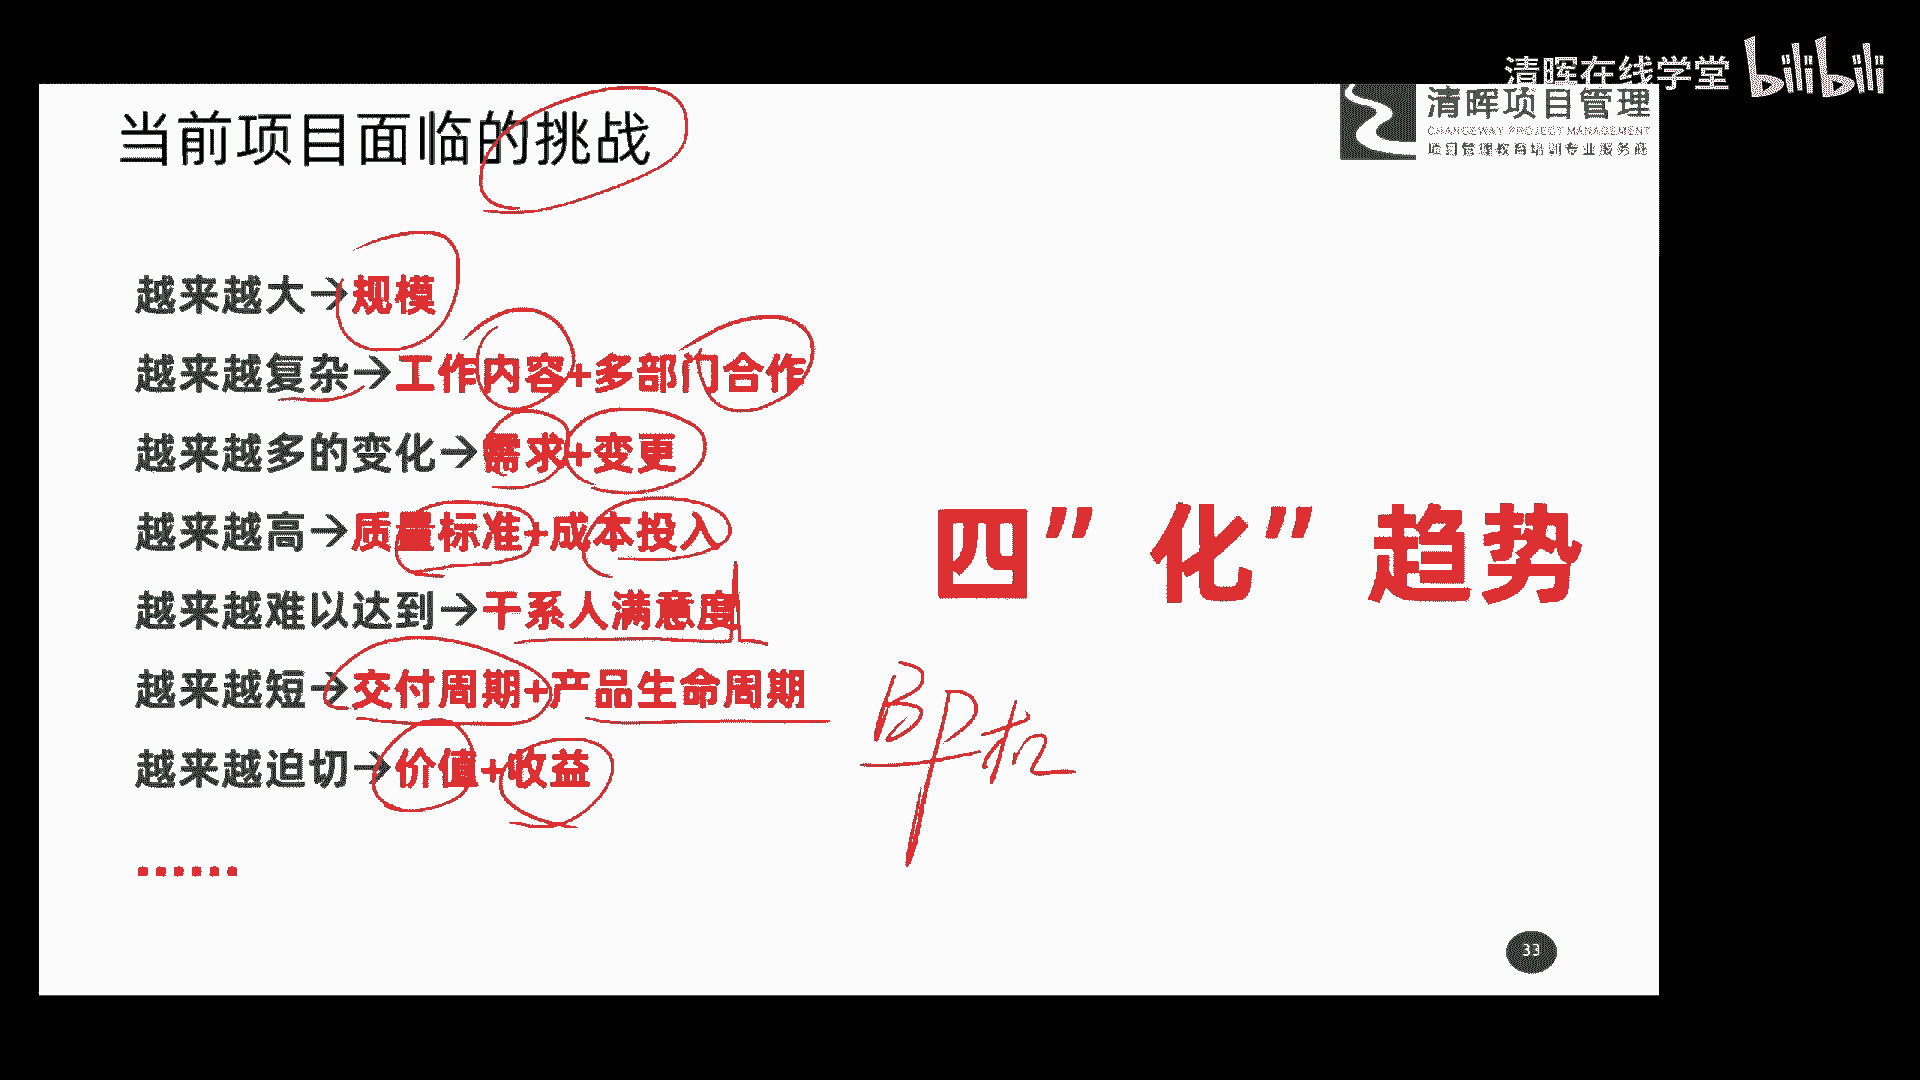 清晖在线学堂 bilibili
当前项目面临的挑战
清晖项目管理
CHANGEWAY PROJECT MANAGEMENT
项目管理教育培训专业服务商
越来越大→规模
越来越复杂→工作内容+多部门合作
越来越多的变化→需求+变更
越来越高→质量标准+成本投入
越来越难以达到→干系人满意度
越来越短→交付周期+产品生命周期
越来越迫切→价值+收益
......
四”化”趋势
BP机
33